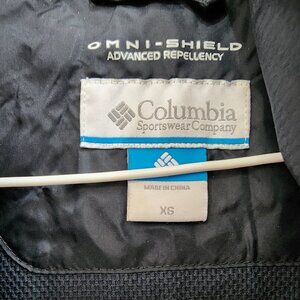 OMNI-SHIELD
ADVANCED REPELLENCY
Columbia
Sportswear Company
MADE IN CHINA
XS